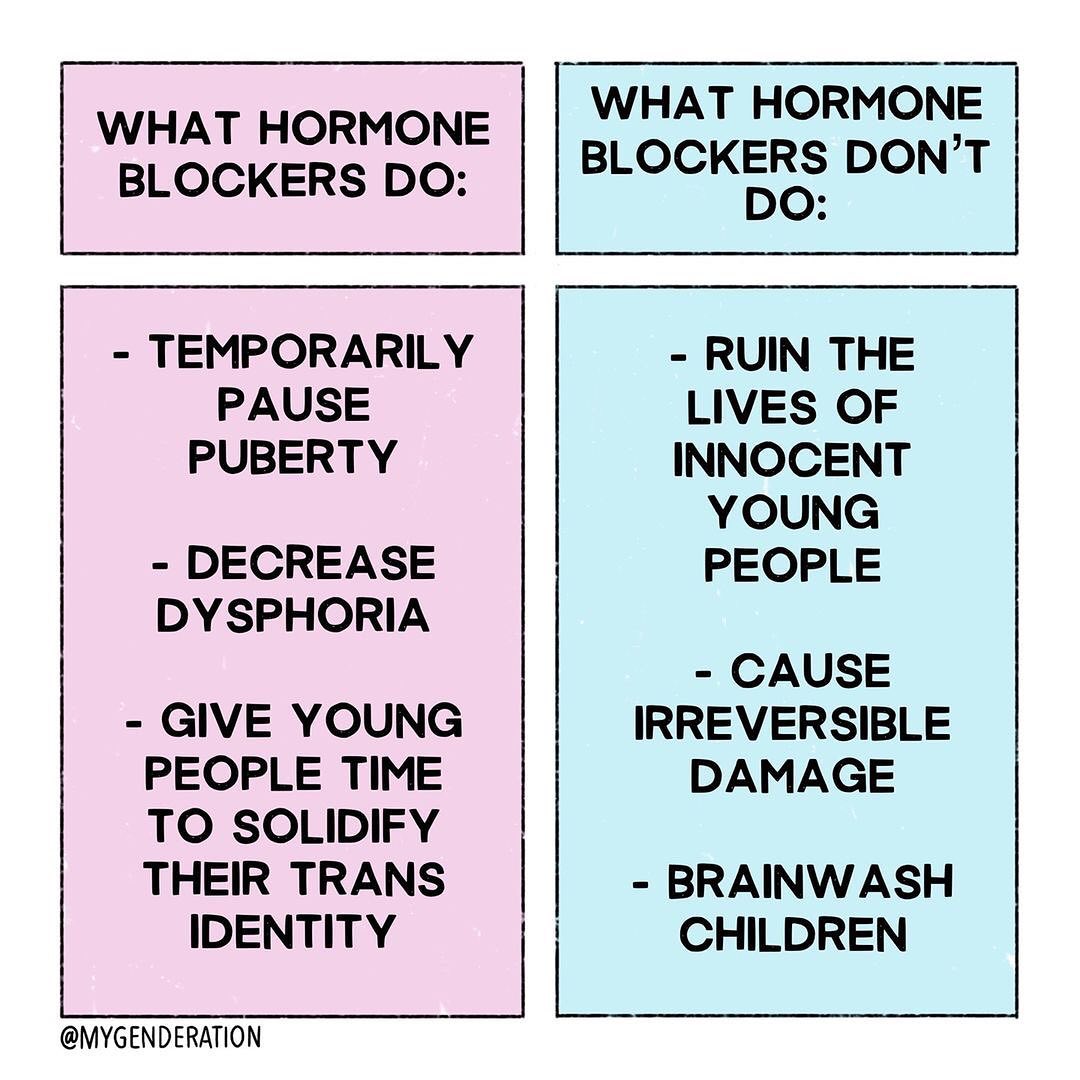 WHAT HORMONE
BLOCKERS DO:
WHAT HORMONE
BLOCKERS DON'T
DO:
- TEMPORARILY
PAUSE
PUBERTY
- DECREASE
DYSPHORIA
- GIVE YOUNG
PEOPLE TIME
TO SOLIDIFY
THEIR TRANS
IDENTITY
- RUIN THE
LIVES OF
INNOCENT
YOUNG
PEOPLE
- CAUSE
IRREVERSIBLE
DAMAGE
- BRAINWASH
CHILDREN
@MYGENDERATION